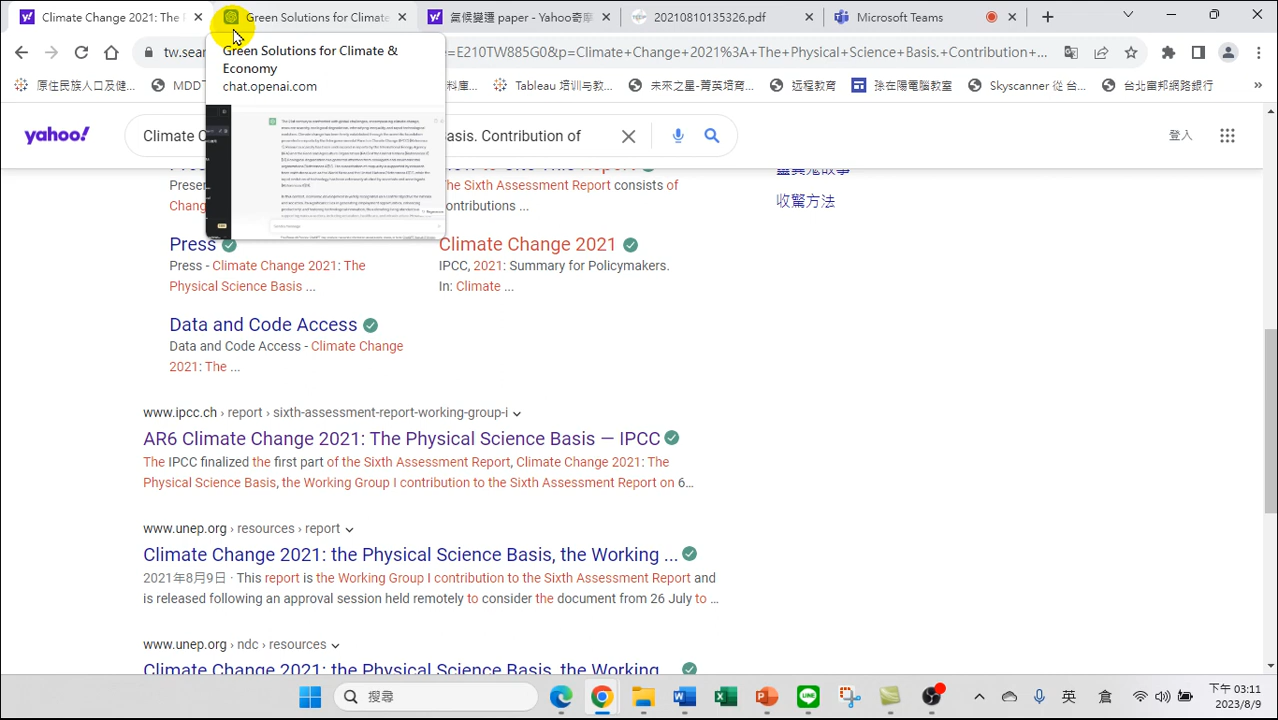 Climate Change 2021: The
Green Solutions for Climate
氣候變遷 paper - Yahoo奇摩
20210810135326.pdf
Microsoft Teams
tw.sear
=E210TW885G0&p=Climate+Change+2021%3A+The+Physical+Science+Basis.+Contribution+...
Green Solutions for Climate &
Economy
chat.openai.com
原住民族人口及健...
MDD
料庫...
Tableau 培训与教...
未來之星-菁英培育...
远程教育
Skyscanner 從 台...
台北富邦網路銀行
»
yahoo!
Climate C
asis. Contribution of
登入
Preser
The Sixth Assessment Report consists of
Chang
contributions ...
收驚方法
Press
Press - Climate Change 2021: The
Physical Science Basis ...
Climate Change 2021
IPCC, 2021: Summary for Policymakers.
In: Climate ...
Data and Code Access
Data and Code Access - Climate Change
2021: The ...
www.ipcc.ch › report › sixth-assessment-report-working-group-i
AR6 Climate Change 2021: The Physical Science Basis — IPCC
The IPCC finalized the first part of the Sixth Assessment Report, Climate Change 2021: The
Physical Science Basis, the Working Group I contribution to the Sixth Assessment Report on 6…
www.unep.org › resources › report
Climate Change 2021: the Physical Science Basis, the Working ...
2021年8月9日 · This report is the Working Group I contribution to the Sixth Assessment Report and
is released following an approval session held remotely to consider the document from 26 July to …
www.unep.org › ndc › resources
Climate Change 2021: the Physical Science Basis, the Working
搜尋
英
下午 03:11
2023/8/9